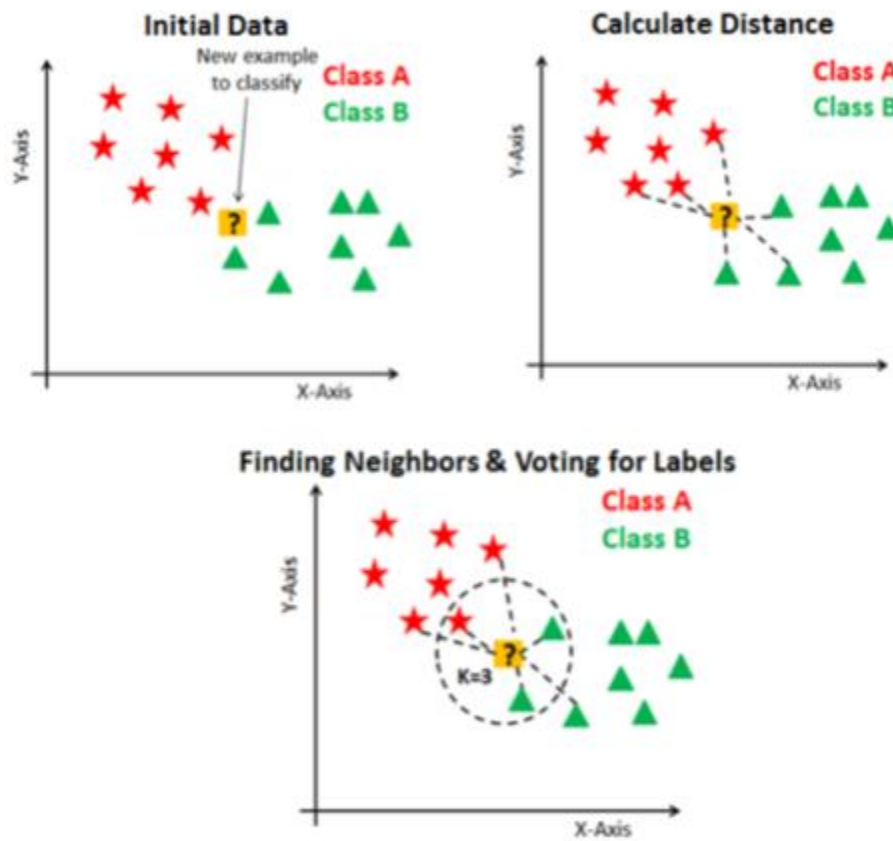 Initial Data
New example
to classify
Class A
Class B
Y-Axis
?
X-Axis
Calculate Distance
Class A
Class B
Y-Axis
?
X-Axis
Finding Neighbors & Voting for Labels
Class A
Class B
Y-Axis
?
K=3
X-Axis